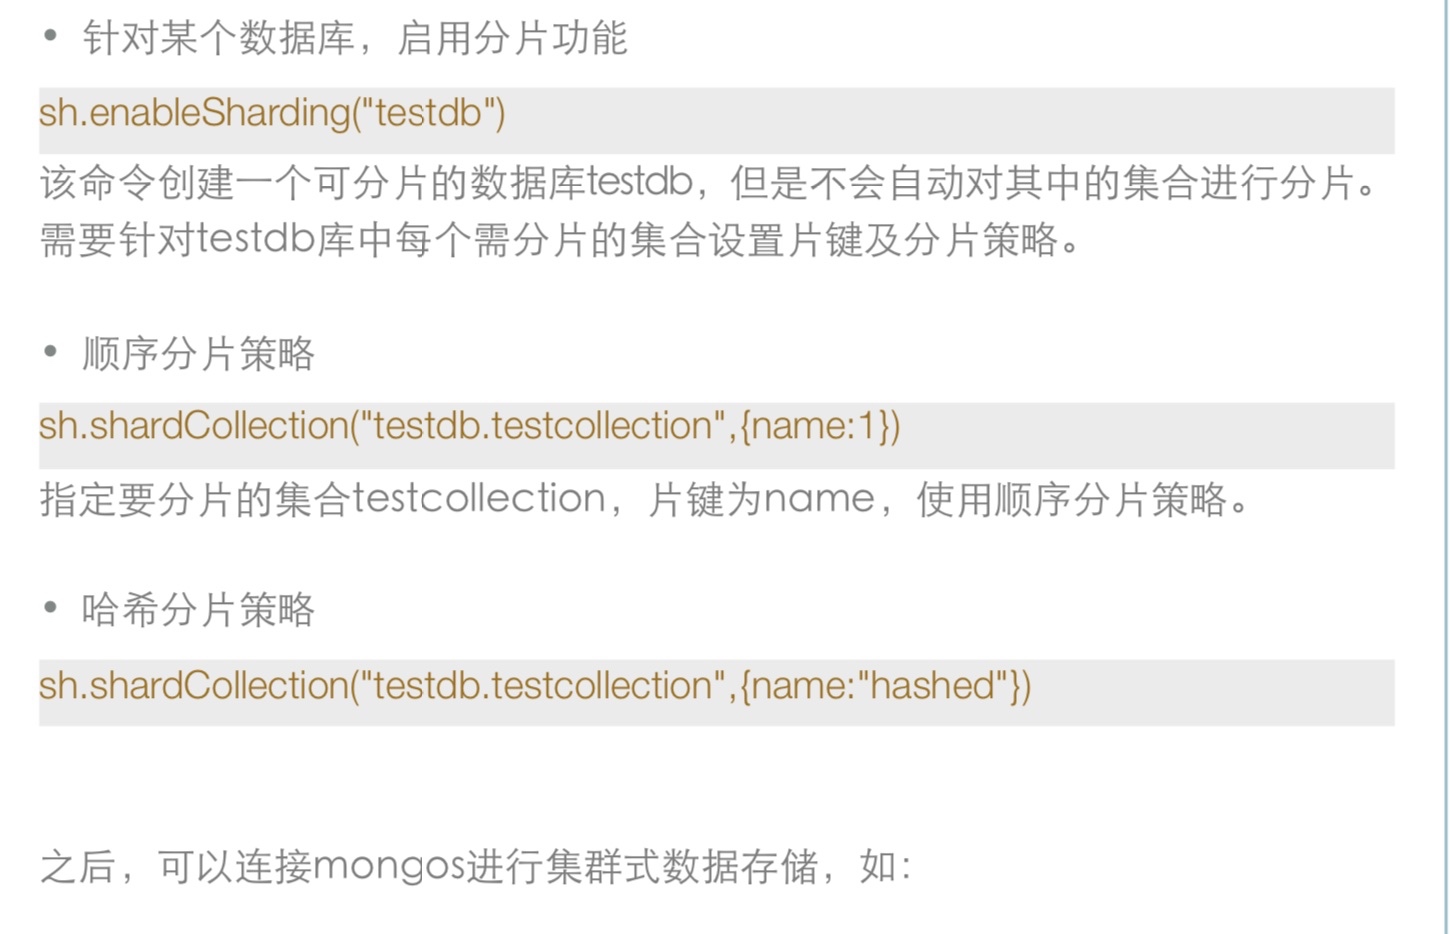 • 针对某个数据库，启用分片功能
sh.enableSharding("testdb")
该命令创建一个可分片的数据库testdb，但是不会自动对其中的集合进行分片。
需要针对testdb库中每个需分片的集合设置片键及分片策略。
• 顺序分片策略
sh.shardCollection("testdb.testcollection",{name:1})
指定要分片的集合testcollection，片键为name，使用顺序分片策略。
• 哈希分片策略
sh.shardCollection("testdb.testcollection",{name:"hashed"})
之后，可以连接mongos进行集群式数据存储，如：